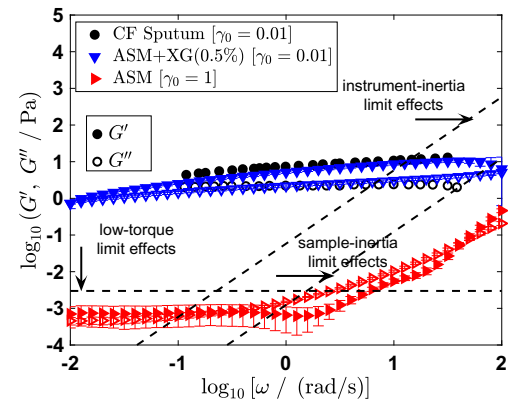 5
4
3
2
1
0
-1
-2
-3
-4
log₁₀(G′, G″ / Pa)
CF Sputum [γ₀ = 0.01]
ASM+XG(0.5%) [γ₀ = 0.01]
ASM [γ₀ = 1]
G′
G″
instrument-inertia
limit effects
low-torque
limit effects
sample-inertia
limit effects
-2 -1 0 1 2
log₁₀[ω / (rad/s)]